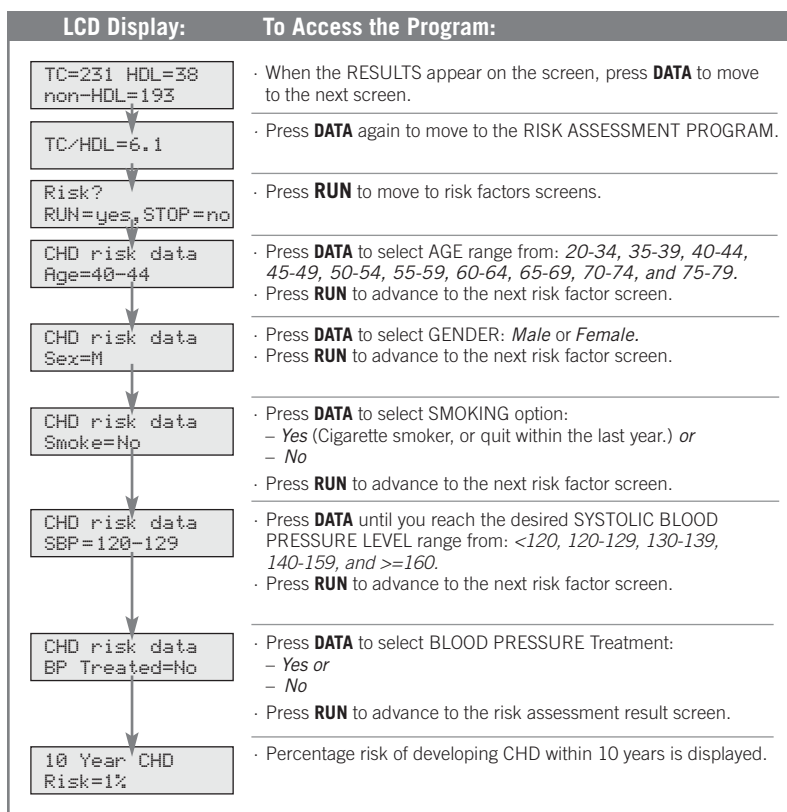 LCD Display: To Access the Program:
TC=231 HDL=38
non-HDL=193
· When the RESULTS appear on the screen, press DATA to move
to the next screen.
TC/HDL=6.1
· Press DATA again to move to the RISK ASSESSMENT PROGRAM.
Risk?
RUN=yes,STOP=no
· Press RUN to move to risk factors screens.
CHD risk data
Age=40-44
· Press DATA to select AGE range from: 20-34, 35-39, 40-44,
45-49, 50-54, 55-59, 60-64, 65-69, 70-74, and 75-79.
· Press RUN to advance to the next risk factor screen.
CHD risk data
Sex=M
· Press DATA to select GENDER: Male or Female.
· Press RUN to advance to the next risk factor screen.
CHD risk data
Smoke=No
· Press DATA to select SMOKING option:
– Yes (Cigarette smoker, or quit within the last year.) or
– No
· Press RUN to advance to the next risk factor screen.
CHD risk data
SBP=120-129
· Press DATA until you reach the desired SYSTOLIC BLOOD
PRESSURE LEVEL range from: <120, 120-129, 130-139,
140-159, and >=160.
· Press RUN to advance to the next risk factor screen.
CHD risk data
BP Treated=No
· Press DATA to select BLOOD PRESSURE Treatment:
– Yes or
– No
· Press RUN to advance to the risk assessment result screen.
10 Year CHD
Risk=1%
· Percentage risk of developing CHD within 10 years is displayed.